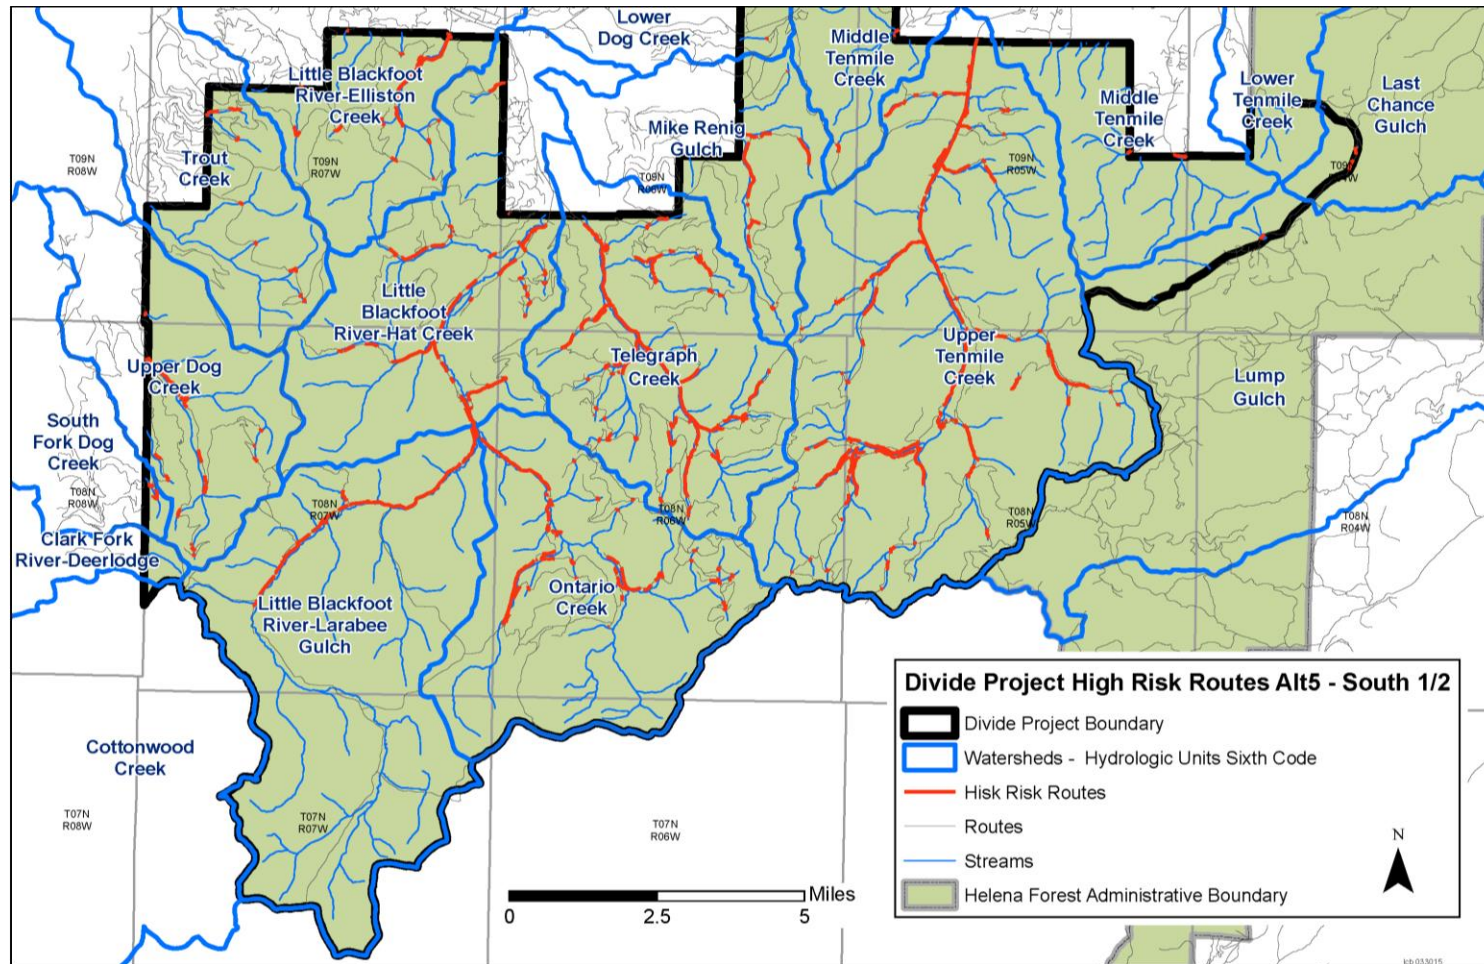 Lower
Dog Creek
Middle
Tenmile
Creek
Little Blackfoot
River-Elliston
Creek
Middle
Tenmile
Creek
Lower
Tenmile
Creek
Last
Chance
Gulch
Mike Renig
Gulch
Trout
Creek
T09N
R08W
T09N
R07W
T09N
R06W
T09N
R05W
Little
Blackfoot
River-Hat Creek
Upper Dog
Creek
Telegraph
Creek
Upper
Tenmile
Creek
Lump
Gulch
South
Fork Dog
Creek
T08N
R08W
T08N
R07W
T08N
R06W
T08N
R05W
T08N
R04W
Clark Fork
River-Deerlodge
Little Blackfoot
River-Larabee
Gulch
Ontario
Creek
Cottonwood
Creek
T07N
R08W
T07N
R07W
T07N
R06W
Divide Project High Risk Routes Alt5 - South 1/2
Divide Project Boundary
Watersheds - Hydrologic Units Sixth Code
Hisk Risk Routes
Routes
Streams
Helena Forest Administrative Boundary
N
Miles
0 2.5 5